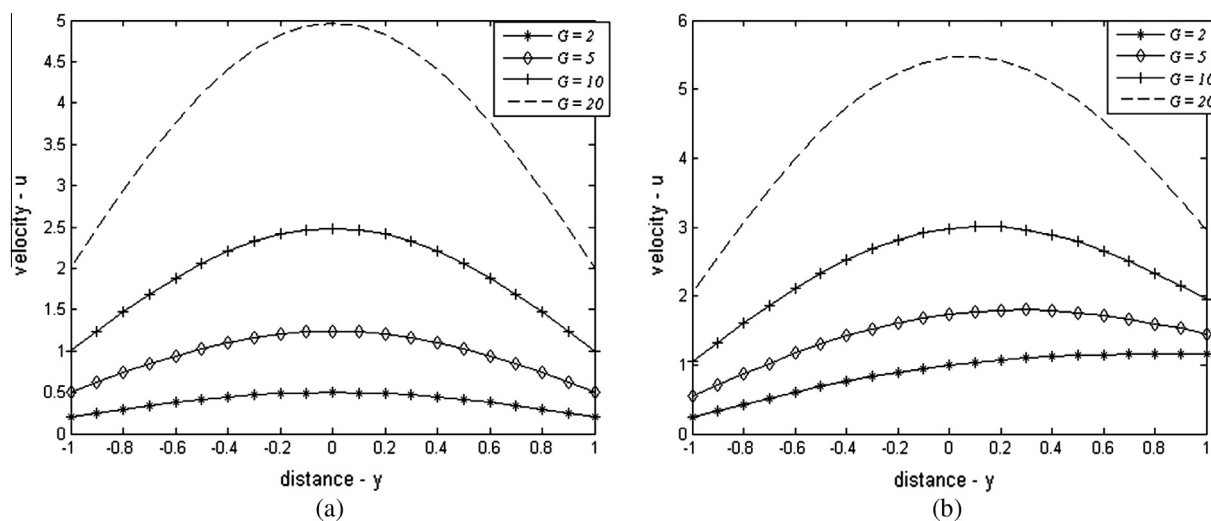 5
4.5
4
3.5
3
2.5
2
1.5
1
0.5
0
velocity - u
-1 -0.8 -0.6 -0.4 -0.2 0 0.2 0.4 0.6 0.8 1
distance - y
G = 2
G = 5
G = 10
G = 20
(a)
6
5
4
3
2
1
0
velocity - u
-1 -0.8 -0.6 -0.4 -0.2 0 0.2 0.4 0.6 0.8 1
distance - y
G = 2
G = 5
G = 10
G = 20
(b)